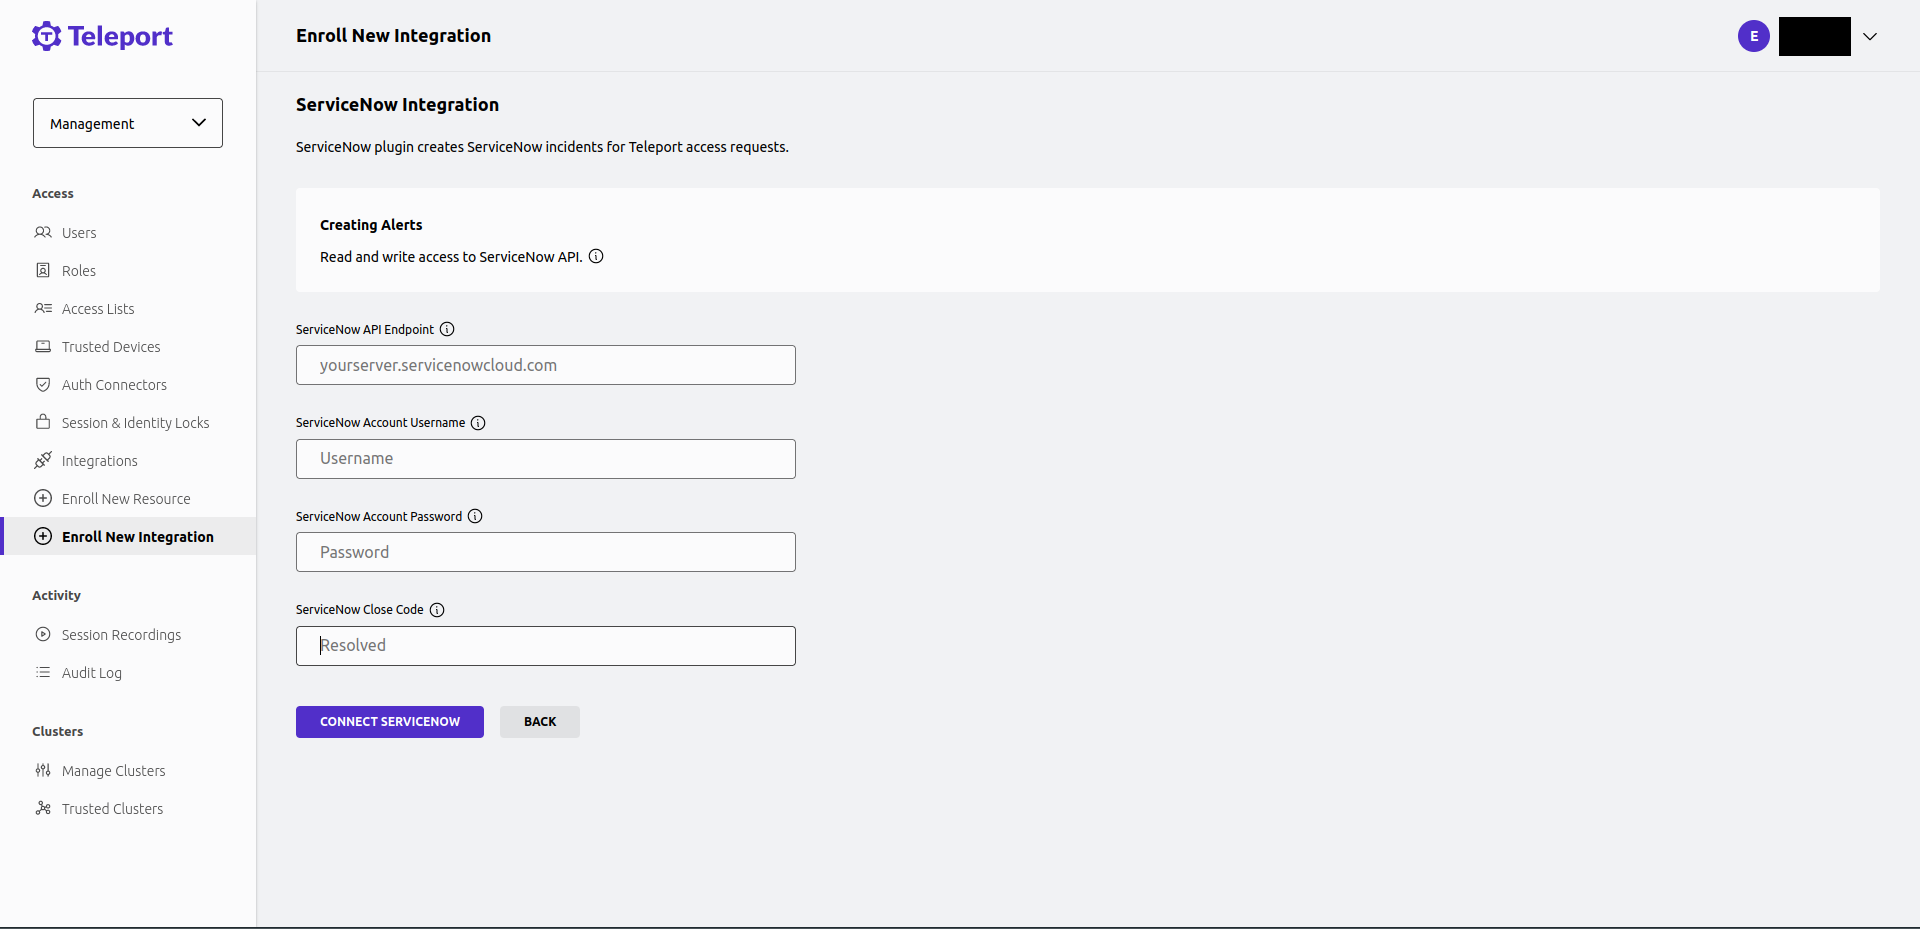 Teleport
Management
Access
Users
Roles
Access Lists
Trusted Devices
Auth Connectors
Session & Identity Locks
Integrations
Enroll New Resource
Enroll New Integration
Activity
Session Recordings
Audit Log
Clusters
Manage Clusters
Trusted Clusters
Enroll New Integration
E
ServiceNow Integration
ServiceNow plugin creates ServiceNow incidents for Teleport access requests.
Creating Alerts
Read and write access to ServiceNow API.
ServiceNow API Endpoint
yourserver.servicenowcloud.com
ServiceNow Account Username
Username
ServiceNow Account Password
Password
ServiceNow Close Code
Resolved
CONNECT SERVICENOW BACK